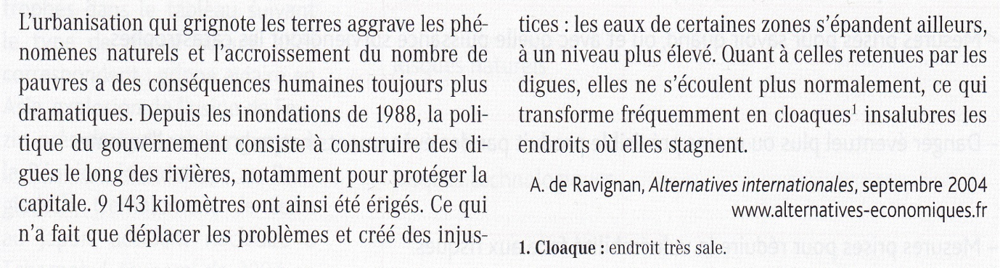 L'urbanisation qui grignote les terres aggrave les phé-
nomènes naturels et l'accroissement du nombre de
pauvres a des conséquences humaines toujours plus
dramatiques. Depuis les inondations de 1988, la poli-
tique du gouvernement consiste à construire des di-
gues le long des rivières, notamment pour protéger la
capitale. 9 143 kilomètres ont ainsi été érigés. Ce qui
n'a fait que déplacer les problèmes et créé des injus-
tices : les eaux de certaines zones s'épandent ailleurs,
à un niveau plus élevé. Quant à celles retenues par les
digues, elles ne s'écoulent plus normalement, ce qui
transforme fréquemment en cloaques¹ insalubres les
endroits où elles stagnent.
A. de Ravignan, Alternatives internationales, septembre 2004
www.alternatives-economiques.fr
1. Cloaque : endroit très sale.